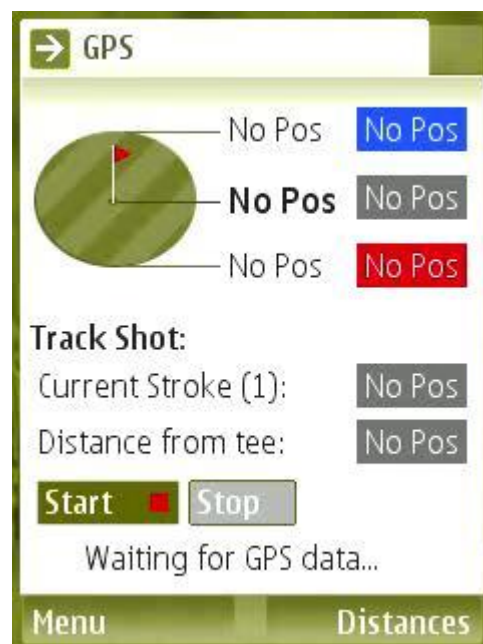 GPS
No Pos No Pos
No Pos No Pos
No Pos No Pos
Track Shot:
Current Stroke (1): No Pos
Distance from tee: No Pos
Start Stop
Waiting for GPS data...
Menu Distances